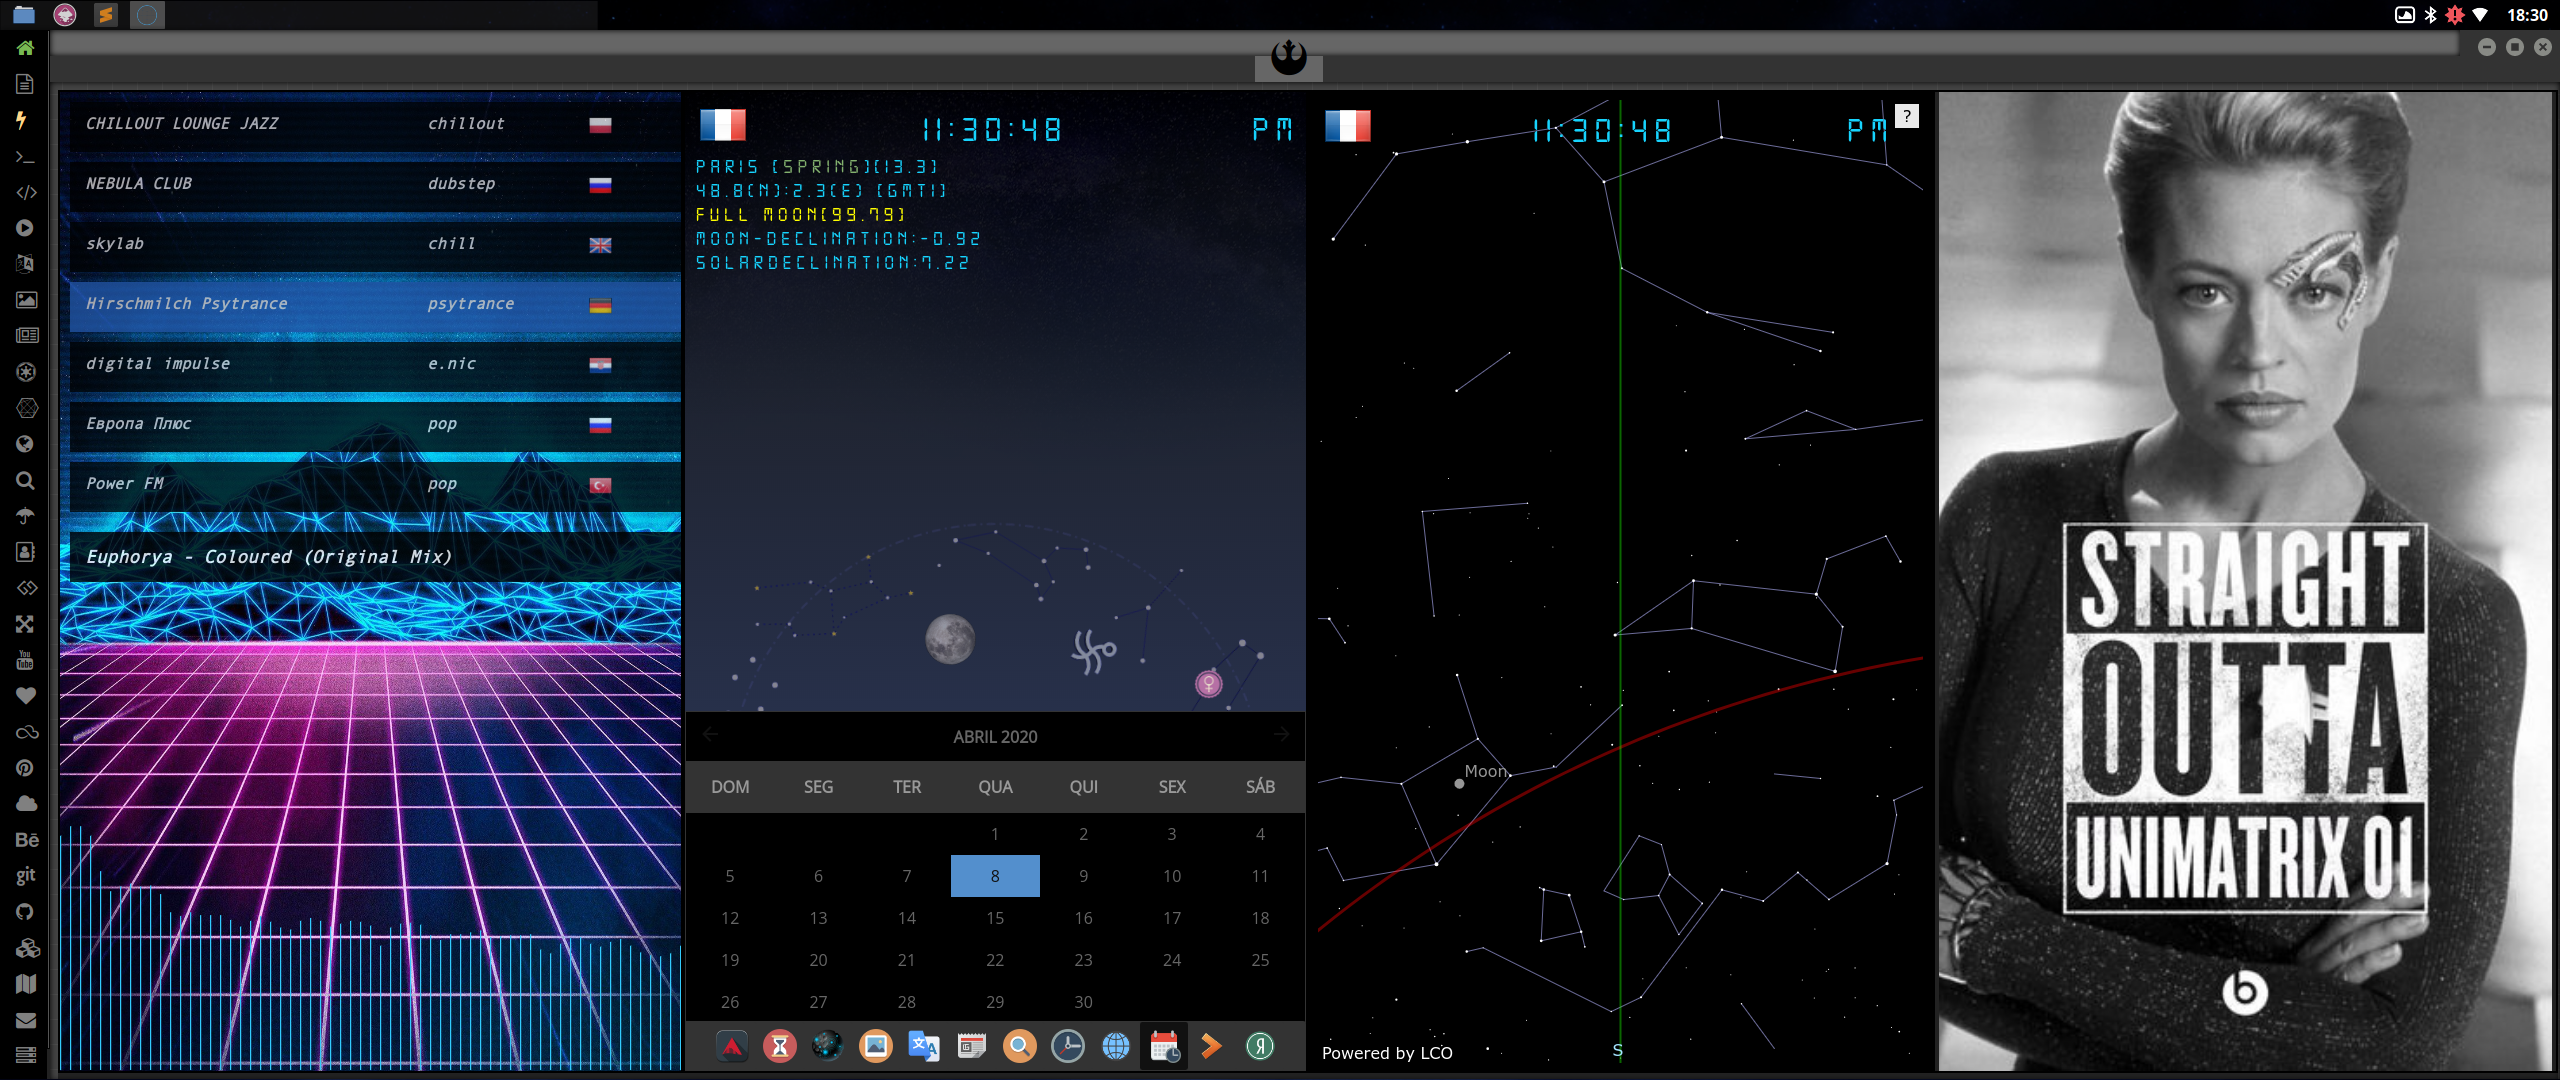 18:30
CHILLOUT LOUNGE JAZZ chillout
NEBULA CLUB dubstep
skylab chill
Hirschmilch Psytrance psytrance
digital impulse e.nic
Европа Плюс pop
Power FM pop
Euphorya - Coloured (Original Mix)
You Tube
Bē
git
11:30:48 PM
PARIS [SPRING][13.3]
48.8(N):2.3(E) [GMT1]
FULL MOON[99.79]
MOON-DECLINATION:-0.92
SOLARDECLINATION:7.22
ABRIL 2020
DOM SEG TER QUA QUI SEX SÁB
1 2 3 4
5 6 7 8 9 10 11
12 13 14 15 16 17 18
19 20 21 22 23 24 25
26 27 28 29 30
Я
11:30:48 PM ?
Moon
Powered by LCO
S
STRAIGHT
OUTTA
UNIMATRIX 01
b